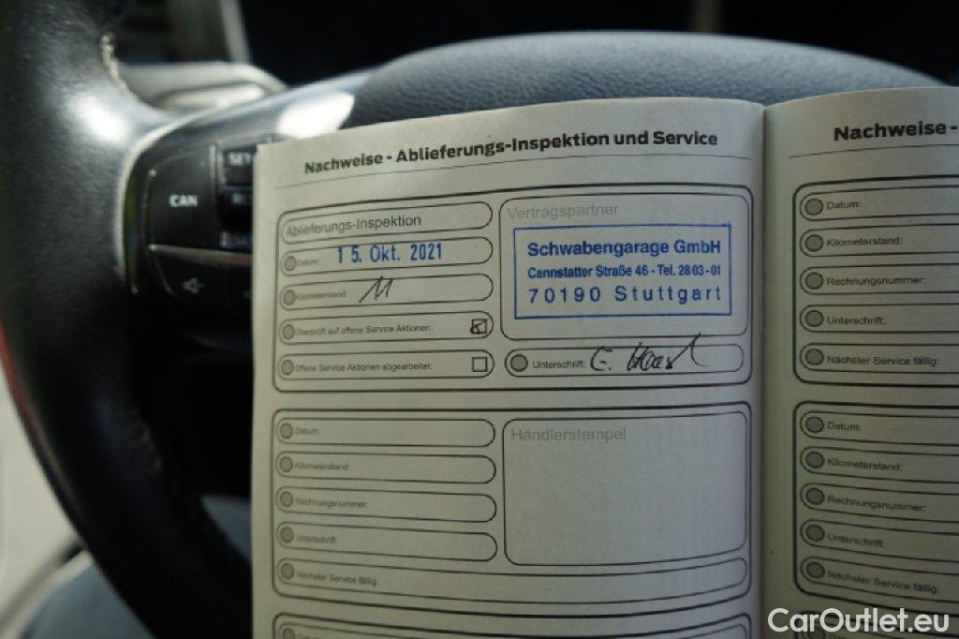 CAN
SET
Nachweise - Ablieferungs-Inspektion und Service
Ablieferungs-Inspektion
Datum: 15. Okt. 2021
Kilometerstand: 11
Überprüft auf offene Service Aktionen:
Offene Service Aktionen abgearbeitet:
Vertragspartner
Schwabengarage GmbH
Cannstatter Straße 46 - Tel. 28 03 - 01
70190 Stuttgart
Unterschrift:
Datum:
Kilometerstand:
Rechnungsnummer:
Unterschrift:
Nächster Service fällig:
Händlerstempel
Datum:
Nachweise -
Datum:
Kilometerstand:
Rechnungsnummer:
Unterschrift:
Nächster Service fällig:
Datum:
Kilometerstand:
Rechnungsnummer:
Unterschrift:
Nächster Service fällig:
CarOutlet.eu